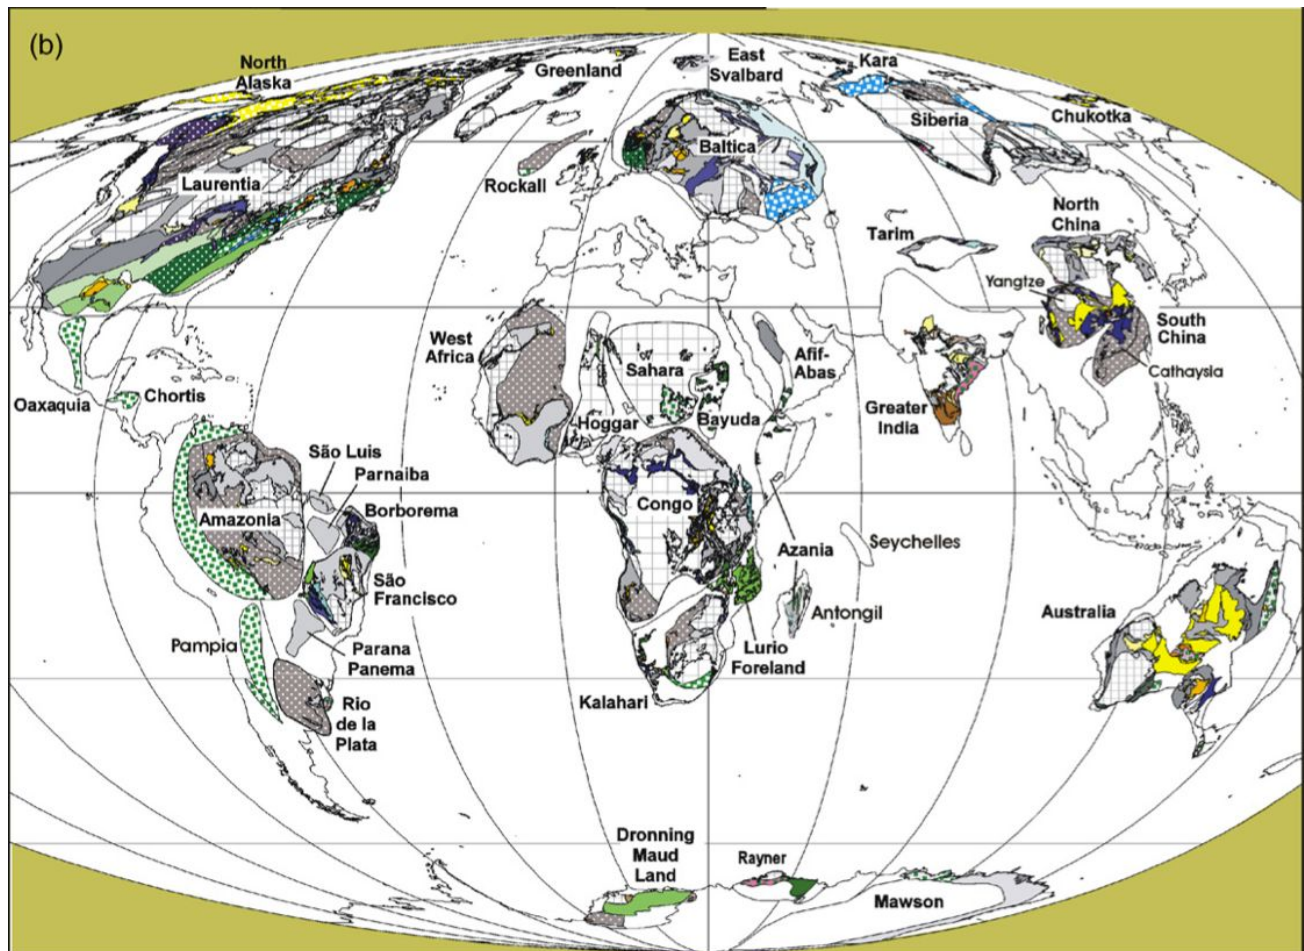 (b)
North
Alaska
Greenland
East
Svalbard
Kara
Siberia
Chukotka
Baltica
Laurentia
Rockall
Tarim
North
China
Yangtze
South
China
Cathaysia
West
Africa
Sahara
Afif-
Abas
Hoggar
Bayuda
Greater
India
Oaxaquia
Chortis
São Luis
Parnaiba
Borborema
Amazonia
Congo
São
Francisco
Azania
Seychelles
Antongil
Australia
Pampia
Parana
Panema
Lurio
Foreland
Kalahari
Rio
de la
Plata
Dronning
Maud
Land
Rayner
Mawson